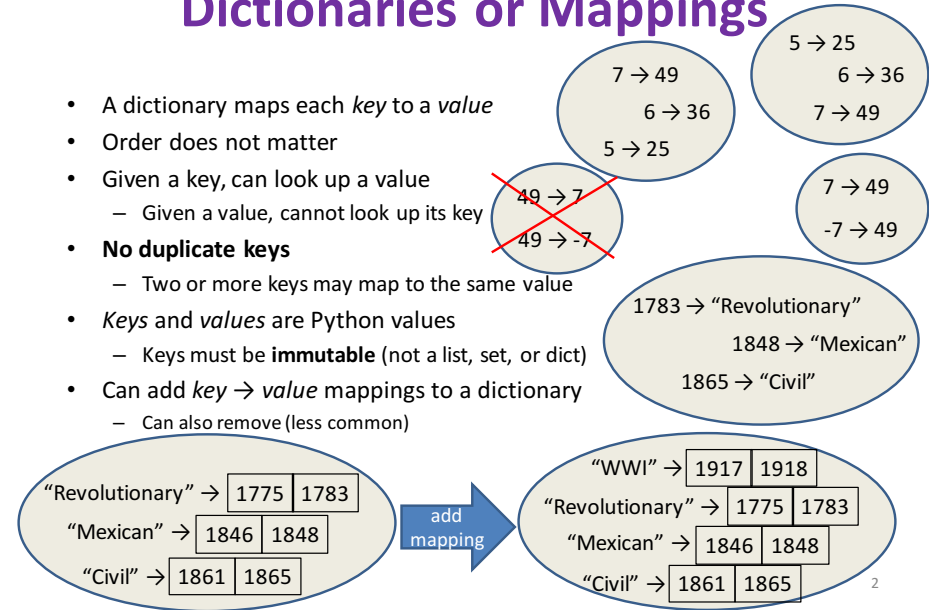 Dictionaries or Mappings
• A dictionary maps each key to a value
• Order does not matter
• Given a key, can look up a value
– Given a value, cannot look up its key
• No duplicate keys
– Two or more keys may map to the same value
• Keys and values are Python values
– Keys must be immutable (not a list, set, or dict)
• Can add key → value mappings to a dictionary
– Can also remove (less common)
7 → 49
6 → 36
5 → 25
5 → 25
6 → 36
7 → 49
49 → 7
49 → -7
7 → 49
-7 → 49
1783 → “Revolutionary”
1848 → “Mexican”
1865 → “Civil”
“Revolutionary” → 1775 1783
“Mexican” → 1846 1848
“Civil” → 1861 1865
add
mapping
“WWI” → 1917 1918
“Revolutionary” → 1775 1783
“Mexican” → 1846 1848
“Civil” → 1861 1865
2